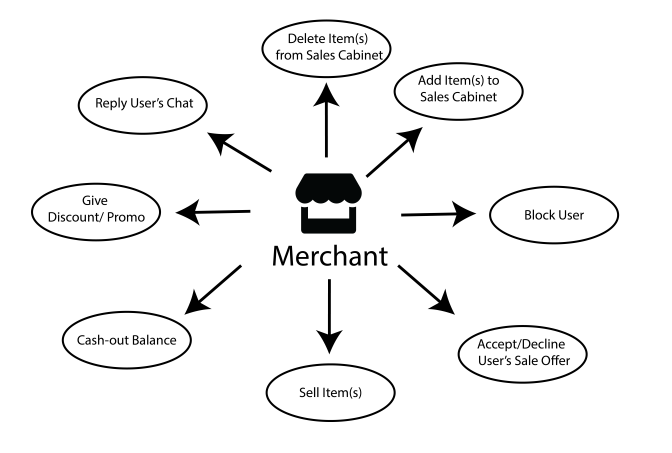 Delete Item(s)
from Sales Cabinet
Add Item(s) to
Sales Cabinet
Reply User's Chat
Give
Discount/ Promo
Block User
Merchant
Cash-out Balance
Accept/Decline
User's Sale Offer
Sell Item(s)